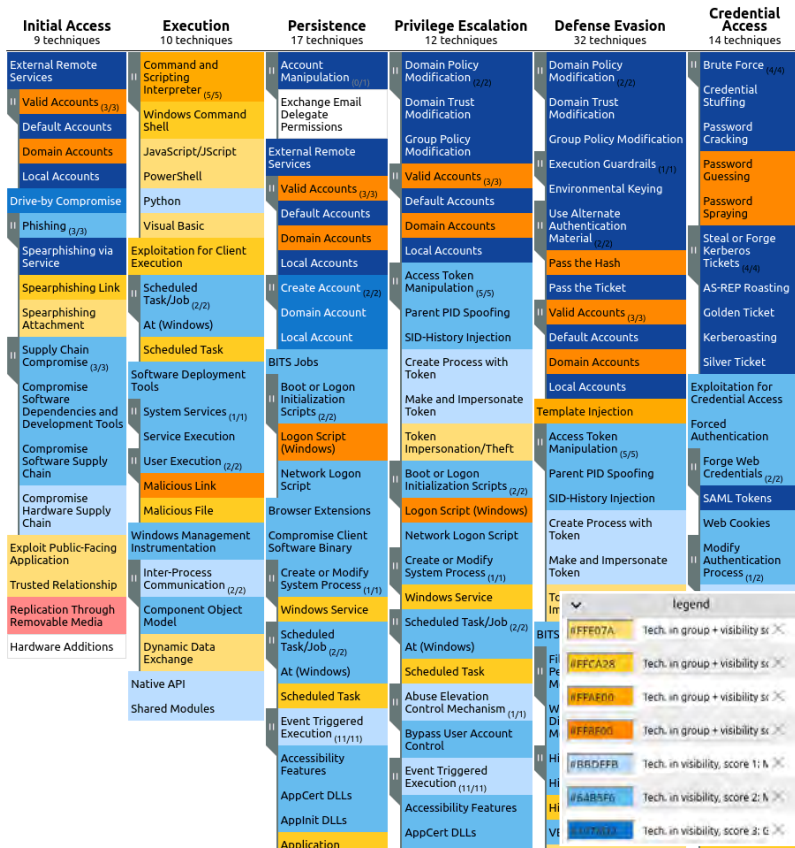 Initial Access
9 techniques
External Remote
Services
Valid Accounts (3/3)
Default Accounts
Domain Accounts
Local Accounts
Drive-by Compromise
Phishing (3/3)
Spearphishing via
Service
Spearphishing Link
Spearphishing
Attachment
Supply Chain
Compromise (3/3)
Compromise
Software
Dependencies and
Development Tools
Compromise
Software Supply
Chain
Compromise
Hardware Supply
Chain
Exploit Public-Facing
Application
Trusted Relationship
Replication Through
Removable Media
Hardware Additions
Execution
10 techniques
Command and
Scripting
Interpreter (5/5)
Windows Command
Shell
JavaScript/JScript
PowerShell
Python
Visual Basic
Exploitation for Client
Execution
Scheduled
Task/Job (2/2)
At (Windows)
Scheduled Task
Software Deployment
Tools
System Services (1/1)
Service Execution
User Execution (2/2)
Malicious Link
Malicious File
Windows Management
Instrumentation
Inter-Process
Communication (2/2)
Component Object
Model
Dynamic Data
Exchange
Native API
Shared Modules
Persistence
17 techniques
Account
Manipulation (0/1)
Exchange Email
Delegate
Permissions
External Remote
Services
Valid Accounts (3/3)
Default Accounts
Domain Accounts
Local Accounts
Create Account (2/2)
Domain Account
Local Account
BITS Jobs
Boot or Logon
Initialization
Scripts (2/2)
Logon Script
(Windows)
Network Logon
Script
Browser Extensions
Compromise Client
Software Binary
Create or Modify
System Process (1/1)
Windows Service
Scheduled
Task/Job (2/2)
At (Windows)
Scheduled Task
Event Triggered
Execution (11/11)
Accessibility
Features
AppCert DLLs
AppInit DLLs
Application
Privilege Escalation
12 techniques
Domain Policy
Modification (2/2)
Domain Trust
Modification
Group Policy
Modification
Valid Accounts (3/3)
Default Accounts
Domain Accounts
Local Accounts
Access Token
Manipulation (5/5)
Parent PID Spoofing
SID-History Injection
Create Process with
Token
Make and Impersonate
Token
Token
Impersonation/Theft
Boot or Logon
Initialization Scripts (2/2)
Logon Script (Windows)
Network Logon Script
Create or Modify
System Process (1/1)
Windows Service
Scheduled Task/Job (2/2)
At (Windows)
Scheduled Task
Abuse Elevation
Control Mechanism (1/1)
Bypass User Account
Control
Event Triggered
Execution (11/11)
Accessibility Features
AppCert DLLs
Defense Evasion
32 techniques
Domain Policy
Modification (2/2)
Domain Trust
Modification
Group Policy Modification
Execution Guardrails (1/1)
Environmental Keying
Use Alternate
Authentication
Material (2/2)
Pass the Hash
Pass the Ticket
Valid Accounts (3/3)
Default Accounts
Domain Accounts
Local Accounts
Template Injection
Access Token
Manipulation (5/5)
Parent PID Spoofing
SID-History Injection
Create Process with
Token
Make and Impersonate
Token
BITS
Credential
Access
14 techniques
Brute Force (4/4)
Credential
Stuffing
Password
Cracking
Password
Guessing
Password
Spraying
Steal or Forge
Kerberos
Tickets (4/4)
AS-REP Roasting
Golden Ticket
Kerberoasting
Silver Ticket
Exploitation for
Credential Access
Forced
Authentication
Forge Web
Credentials (2/2)
SAML Tokens
Web Cookies
Modify
Authentication
Process (1/2)
legend
#FFE07A Tech. in group + visibility sc
#FFCA28 Tech. in group + visibility sc
Tech. in group + visibility sc
Tech. in group + visibility sc
#BBDEFB Tech. in visibility, score 1: M
#64B5F6 Tech. in visibility, score 2: M
Tech. in visibility, score 3: G